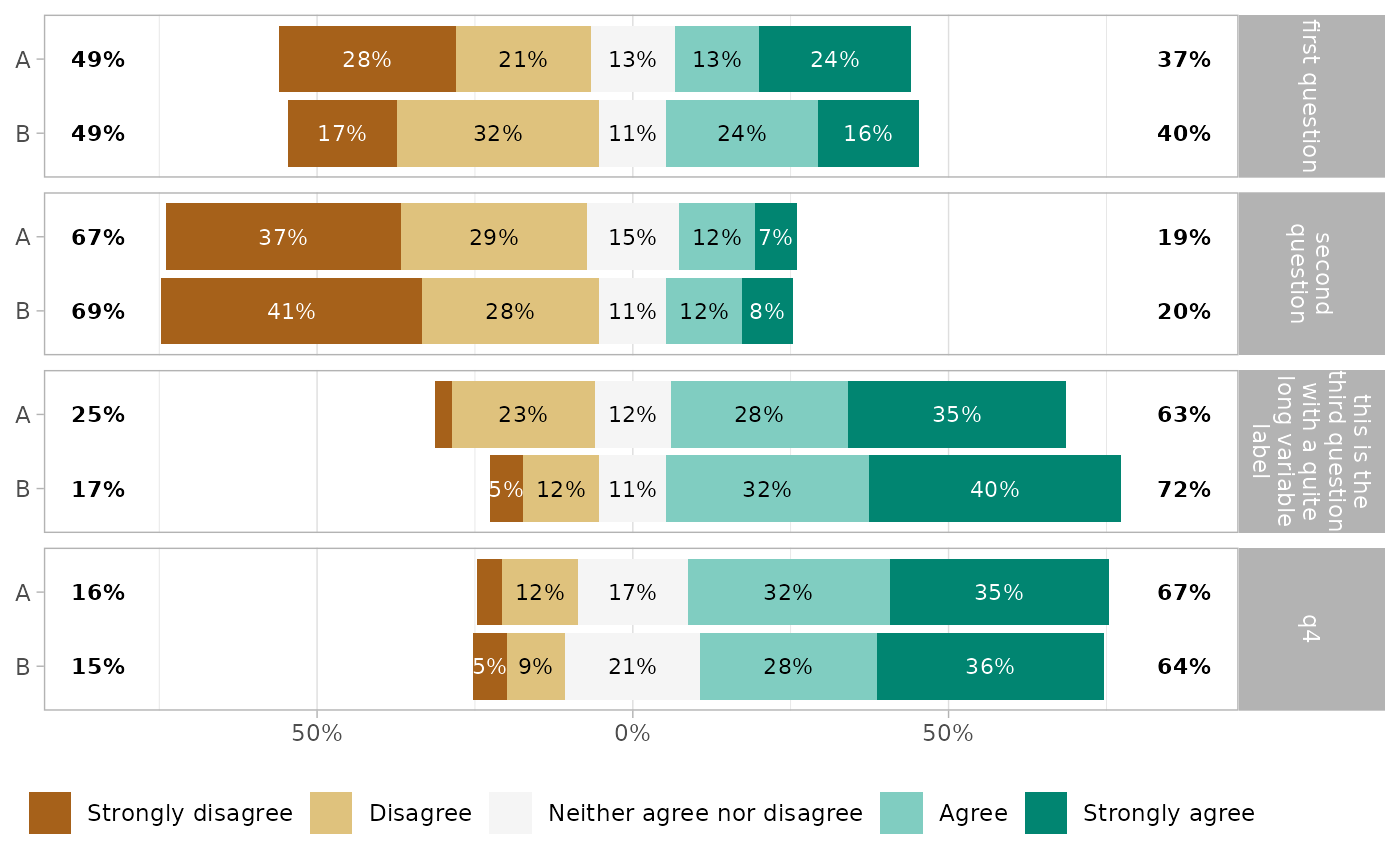 A 49% 28% 21% 13% 13% 24% 37%
B 49% 17% 32% 11% 24% 16% 40%
first question
A 67% 37% 29% 15% 12% 7% 19%
B 69% 41% 28% 11% 12% 8% 20%
second
question
A 25% 23% 12% 28% 35% 63%
B 17% 5% 12% 11% 32% 40% 72%
this is the
third question
with a quite
long variable
label
A 16% 12% 17% 32% 35% 67%
B 15% 5% 9% 21% 28% 36% 64%
q4
50% 0% 50%
Strongly disagree Disagree Neither agree nor disagree Agree Strongly agree